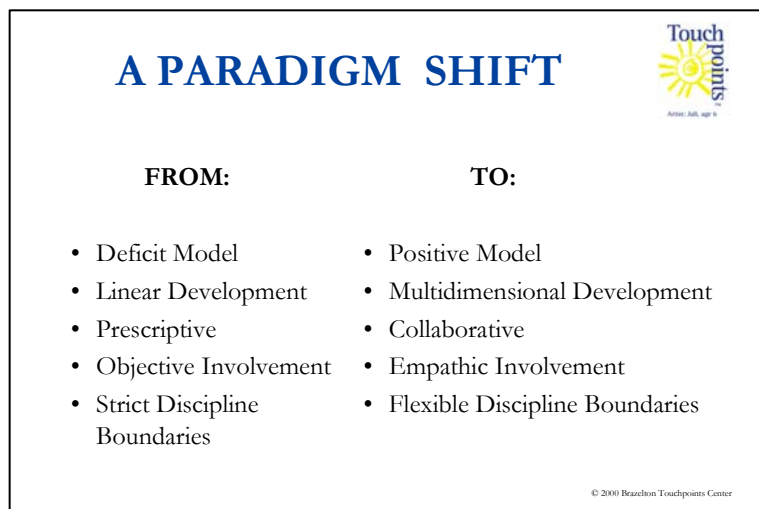 A PARADIGM SHIFT
Touch
points™
Artist: Juli, age 6
FROM:
• Deficit Model
• Linear Development
• Prescriptive
• Objective Involvement
• Strict Discipline
Boundaries
TO:
• Positive Model
• Multidimensional Development
• Collaborative
• Empathic Involvement
• Flexible Discipline Boundaries
© 2000 Brazelton Touchpoints Center